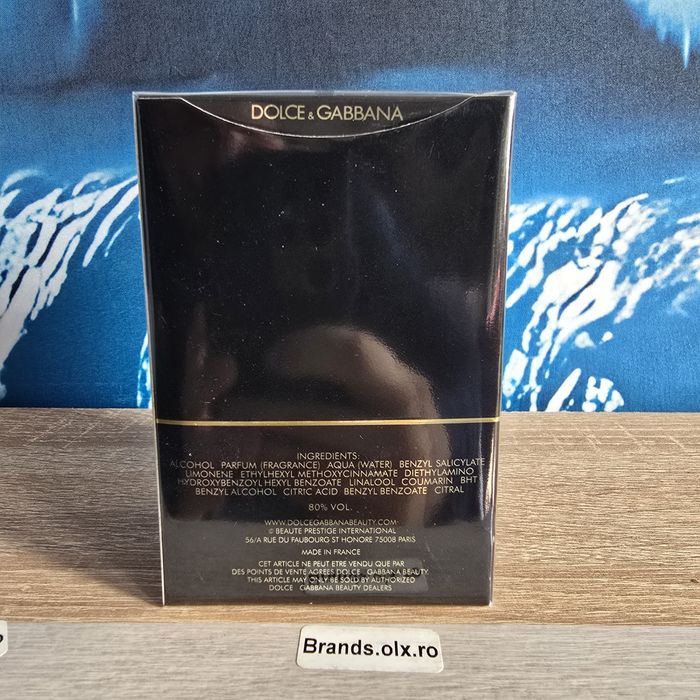 DOLCE & GABBANA
INGREDIENTS:
ALCOHOL PARFUM (FRAGRANCE) AQUA (WATER) BENZYL SALICYLATE
LIMONENE ETHYLHEXYL METHOXYCINNAMATE DIETHYLAMINO
HYDROXYBENZOYL HEXYL BENZOATE LINALOOL COUMARIN BHT
BENZYL ALCOHOL CITRIC ACID BENZYL BENZOATE CITRAL
80% VOL.
WWW.DOLCEGABBANABEAUTY.COM
© BEAUTE PRESTIGE INTERNATIONAL
56/A RUE DU FAUBOURG ST HONORE 75008 PARIS
MADE IN FRANCE
CET ARTICLE NE PEUT ETRE VENDU QUE PAR
DES POINTS DE VENTE AGREES DOLCE GABBANA BEAUTY.
THIS ARTICLE MAY ONLY BE SOLD BY AUTHORIZED
DOLCE GABBANA BEAUTY DEALERS
Brands.olx.ro